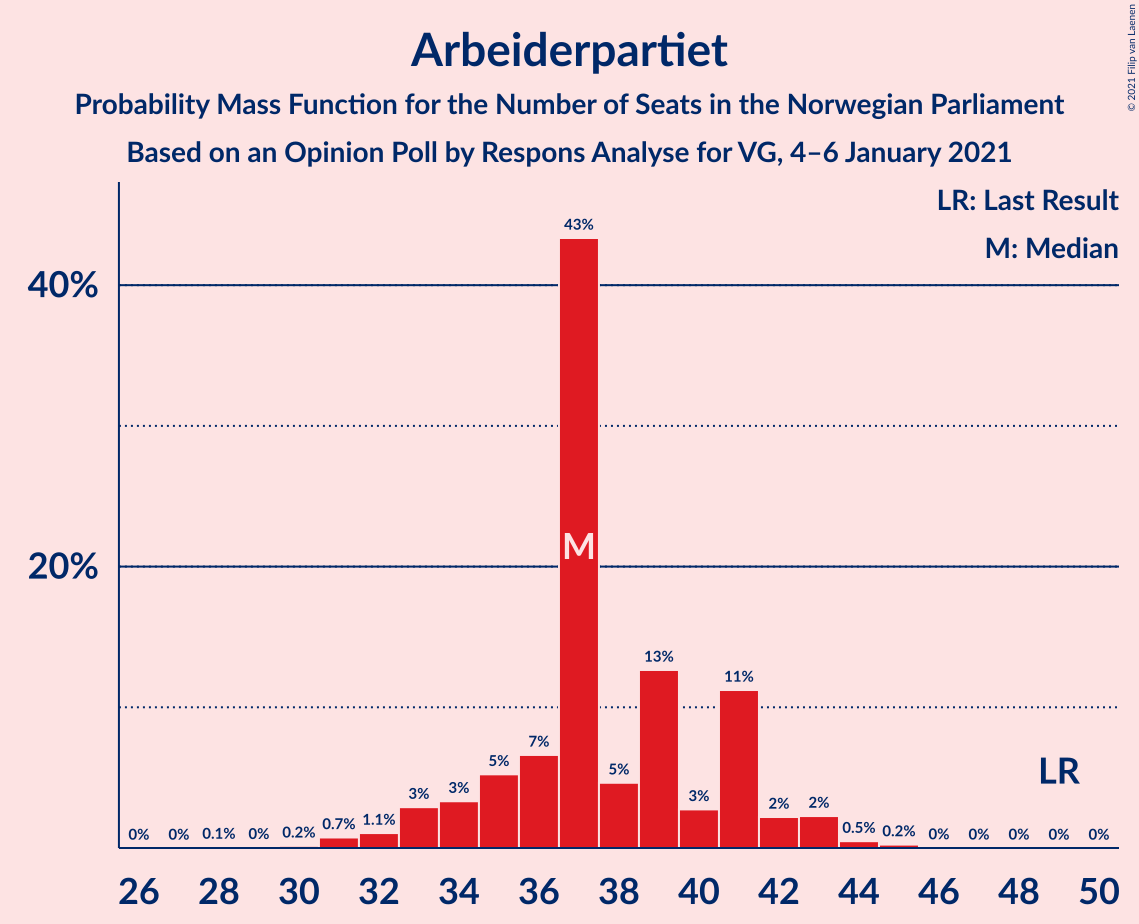 Arbeiderpartiet
Probability Mass Function for the Number of Seats in the Norwegian Parliament
Based on an Opinion Poll by Respons Analyse for VG, 4–6 January 2021
© 2021 Filip van Laenen
LR: Last Result
M: Median
40%
20%
0% 0% 0.1% 0% 0.2% 0.7% 1.1% 3% 3% 5% 7% 43% 5% 13% 3% 11% 2% 2% 0.5% 0.2% 0% 0% 0% 0% 0%
M
LR
26 28 30 32 34 36 38 40 42 44 46 48 50